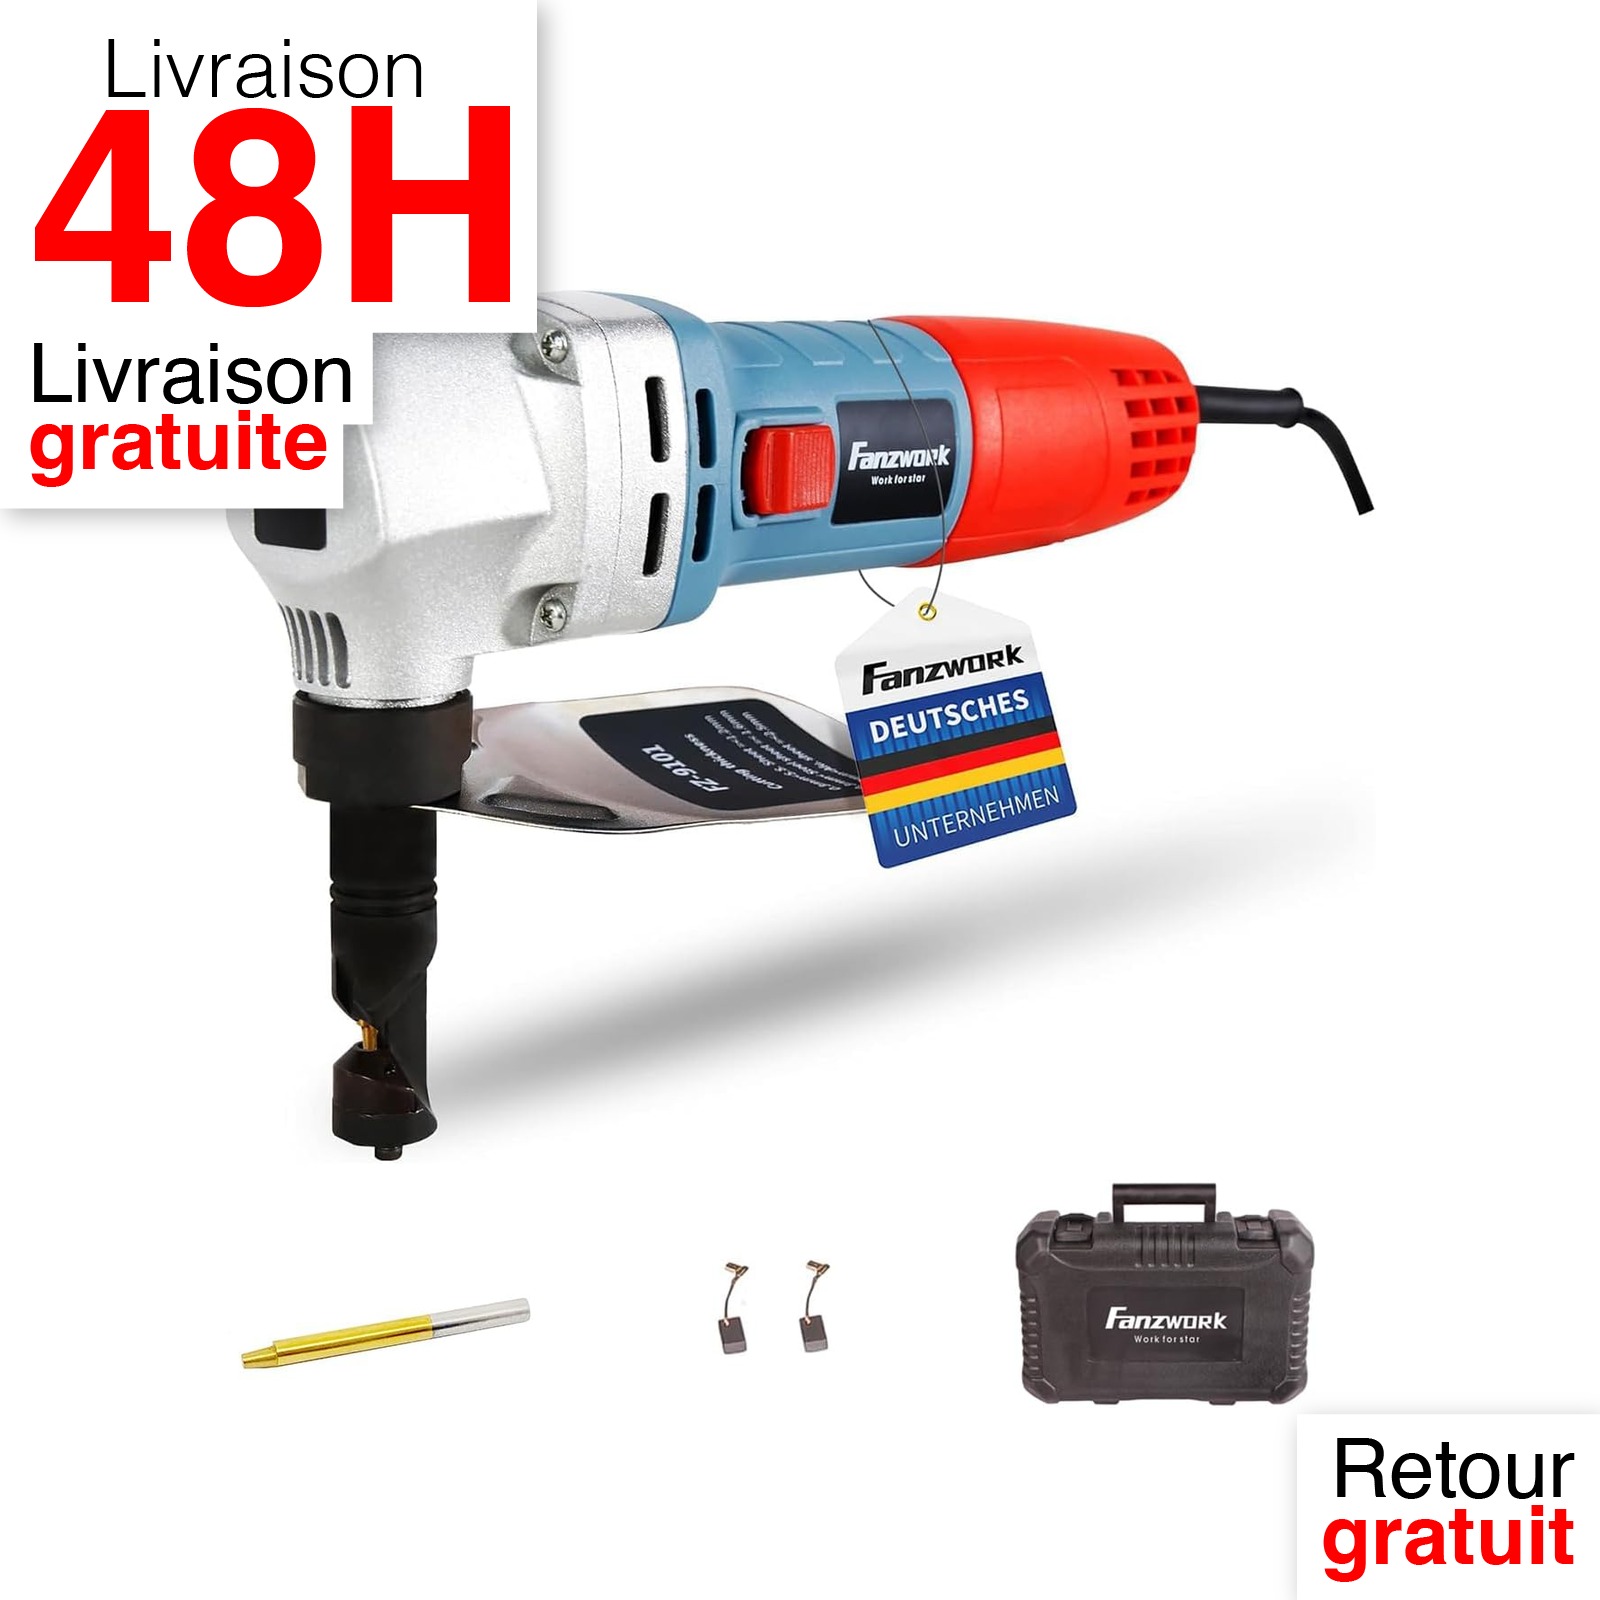 Livraison
48H
Livraison
gratuite
Fanzwork
Work for star
Fanzwork
DEUTSCHES
UNTERNEHMEN
FZ-9101
Cutting thickness
Fanzwork
Work for star
Retour
gratuit